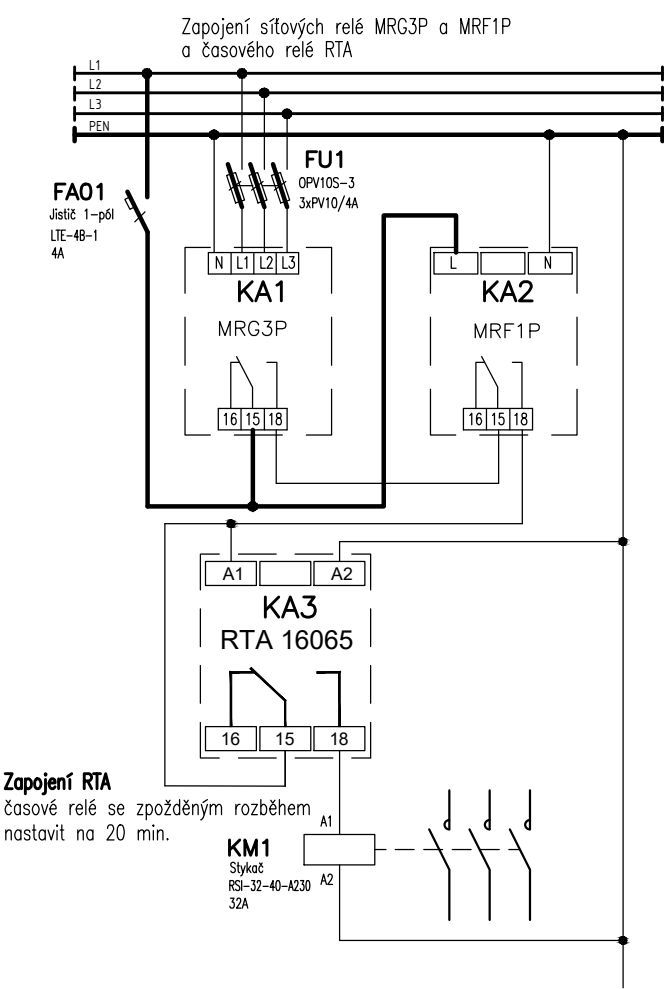 Zapojení síťových relé MRG3P a MRF1P
a časového relé RTA
L1
L2
L3
PEN
FA01
Jistič 1-pól
LTE-4B-1
4A
FU1
OPV10S-3
3xPV10/4A
N L1 L2 L3
KA1
MRG3P
16 15 18
L N
KA2
MRF1P
16 15 18
A1 A2
KA3
RTA 16065
16 15 18
Zapojení RTA
časové relé se zpožděným rozběhem
nastavit na 20 min.
A1
KM1
Stykač
RSI-32-40-A230
32A
A2